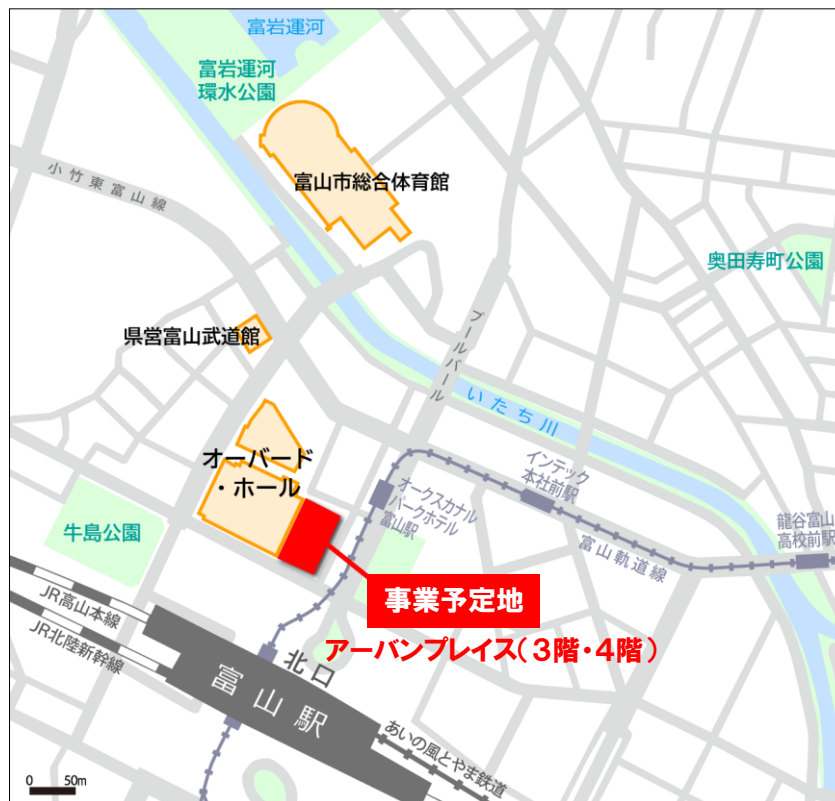 富岩運河
富岩運河
環水公園
富山市総合体育館
小竹東富山線
奥田寿町公園
県営富山武道館
ブールバール
いたち川
オーバード
・ホール
インテック
本社前駅
オークスカナル
パークホテル
富山駅
龍谷富山
高校前駅
牛島公園
富山軌道線
事業予定地
JR高山本線
アーバンプレイス(3階・4階)
JR北陸新幹線
北口
富山駅
あいの風とやま鉄道
0 50m